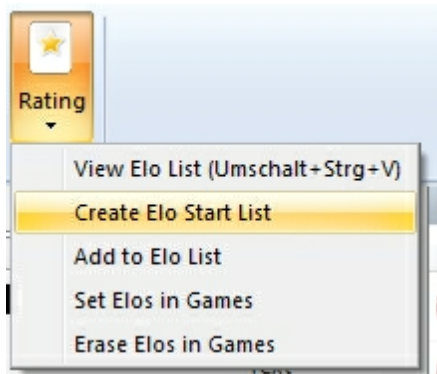 Rating
View Elo List (Umschalt+Strg+V)
Create Elo Start List
Add to Elo List
Set Elos in Games
Erase Elos in Games